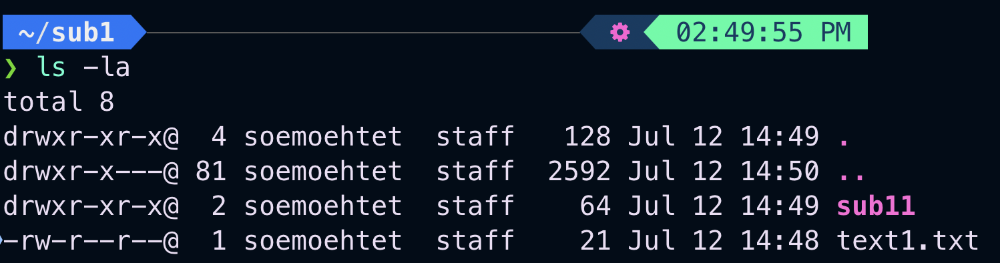 ~/sub1 02:49:55 PM
❯ ls -la
total 8
drwxr-xr-x@  4 soemoehtet  staff   128 Jul 12 14:49 .
drwxr-x---@ 81 soemoehtet  staff  2592 Jul 12 14:50 ..
drwxr-xr-x@  2 soemoehtet  staff    64 Jul 12 14:49 sub11
-rw-r--r--@  1 soemoehtet  staff    21 Jul 12 14:48 text1.txt